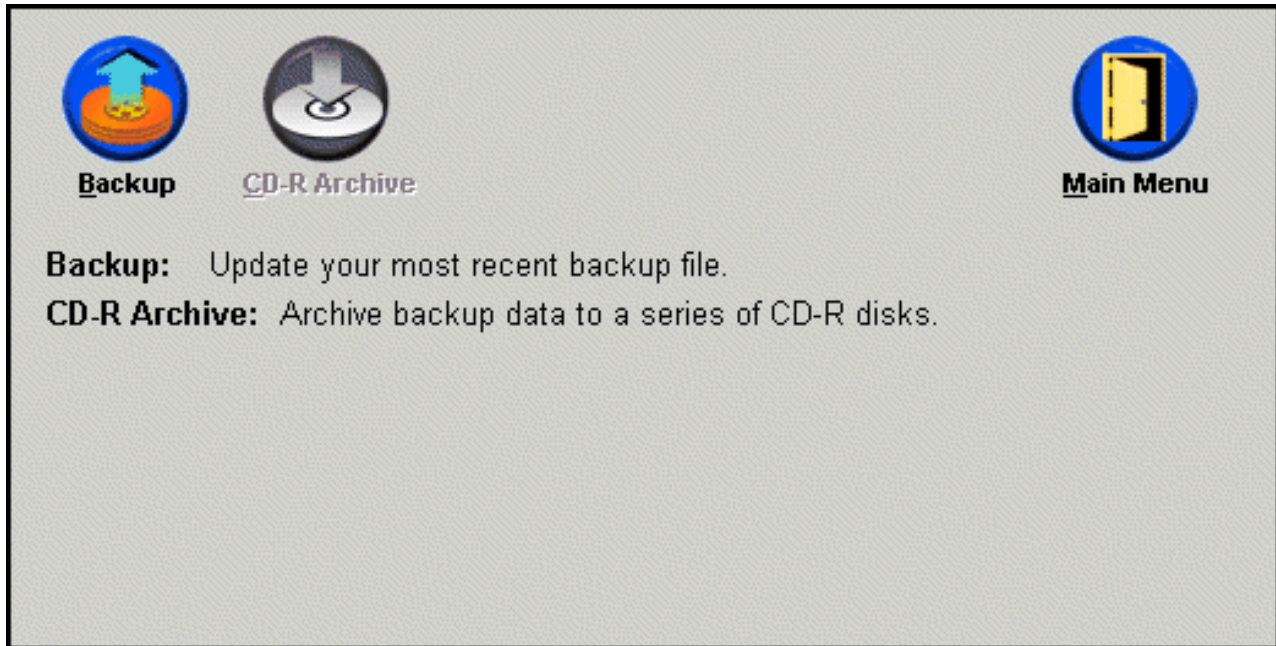 Backup
CD-R Archive
Main Menu
Backup: Update your most recent backup file.
CD-R Archive: Archive backup data to a series of CD-R disks.